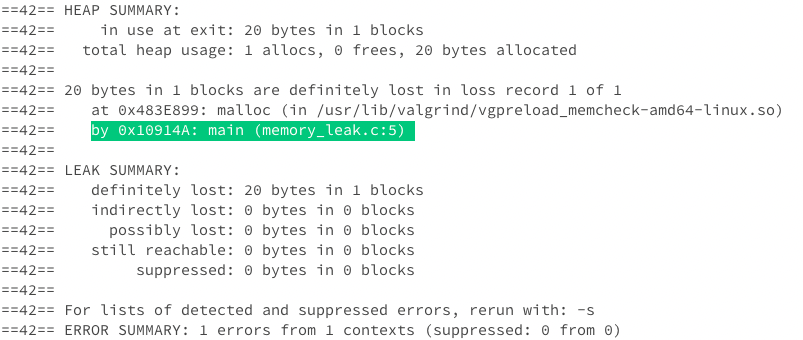 ==42== HEAP SUMMARY:
==42==     in use at exit: 20 bytes in 1 blocks
==42==   total heap usage: 1 allocs, 0 frees, 20 bytes allocated
==42==
==42== 20 bytes in 1 blocks are definitely lost in loss record 1 of 1
==42==    at 0x483E899: malloc (in /usr/lib/valgrind/vgpreload_memcheck-amd64-linux.so)
==42==    by 0x10914A: main (memory_leak.c:5)
==42==
==42== LEAK SUMMARY:
==42==    definitely lost: 20 bytes in 1 blocks
==42==    indirectly lost: 0 bytes in 0 blocks
==42==      possibly lost: 0 bytes in 0 blocks
==42==    still reachable: 0 bytes in 0 blocks
==42==         suppressed: 0 bytes in 0 blocks
==42==
==42== For lists of detected and suppressed errors, rerun with: -s
==42== ERROR SUMMARY: 1 errors from 1 contexts (suppressed: 0 from 0)